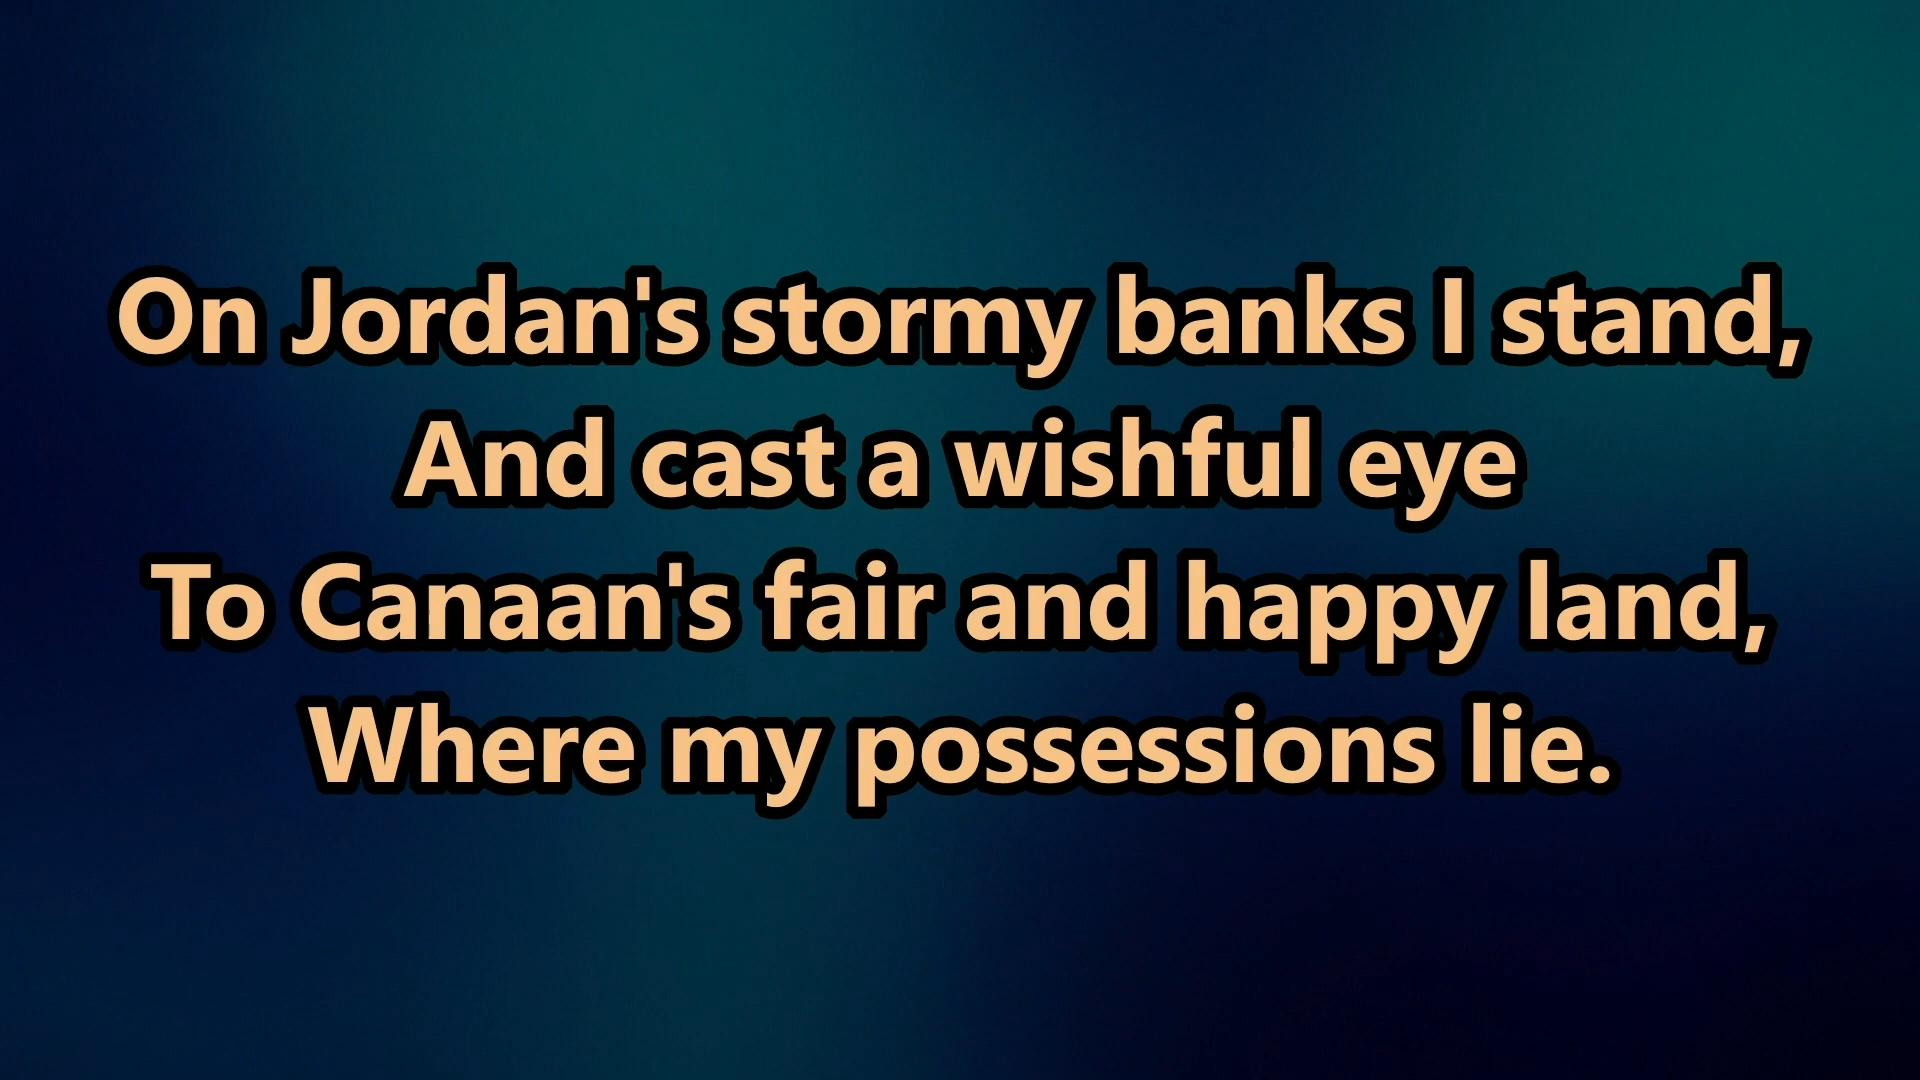 On Jordan's stormy banks I stand,
And cast a wishful eye
To Canaan's fair and happy land,
Where my possessions lie.